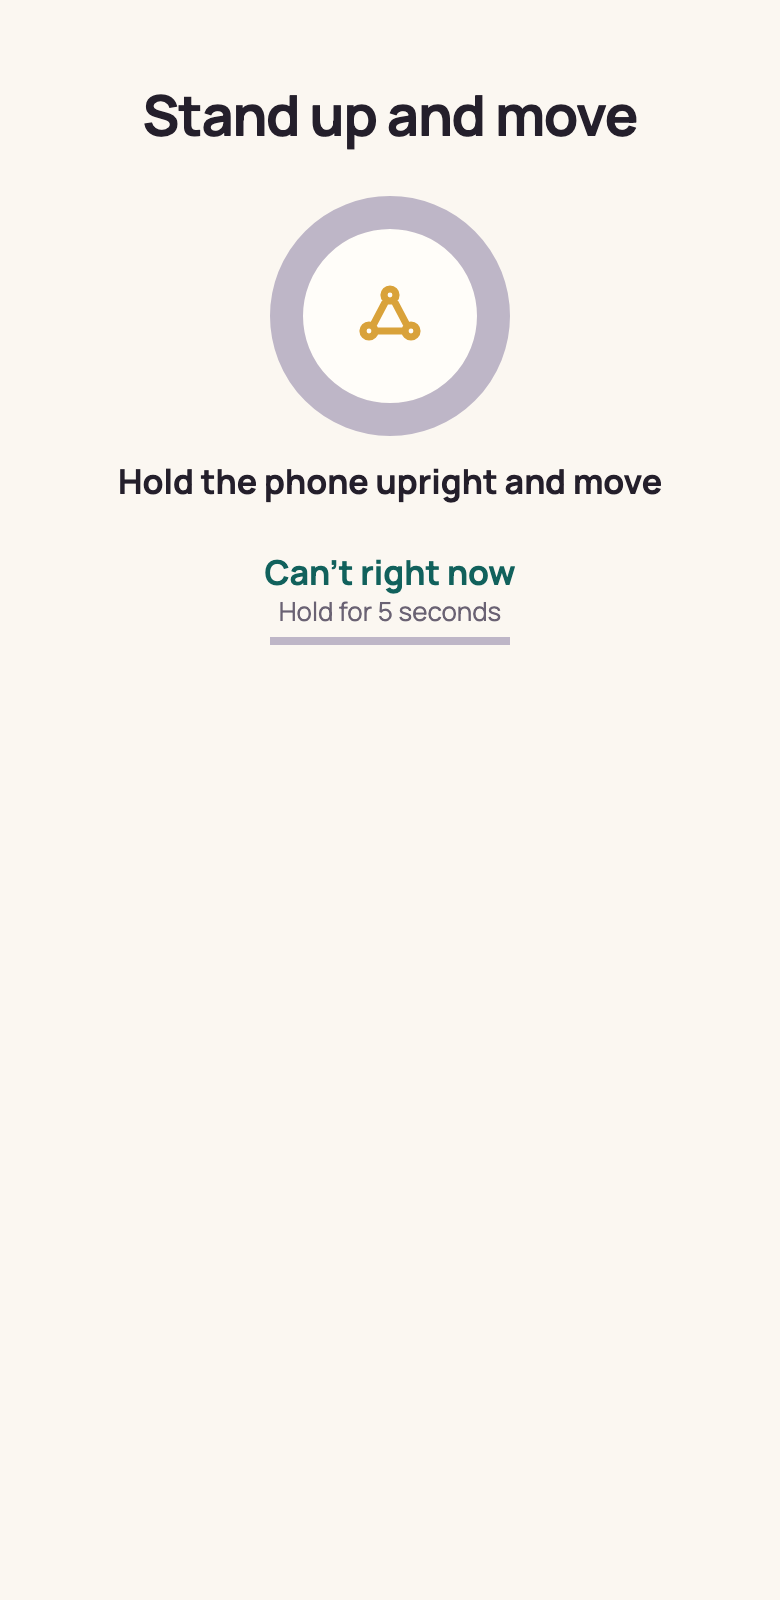 Stand up and move
Hold the phone upright and move
Can’t right now
Hold for 5 seconds